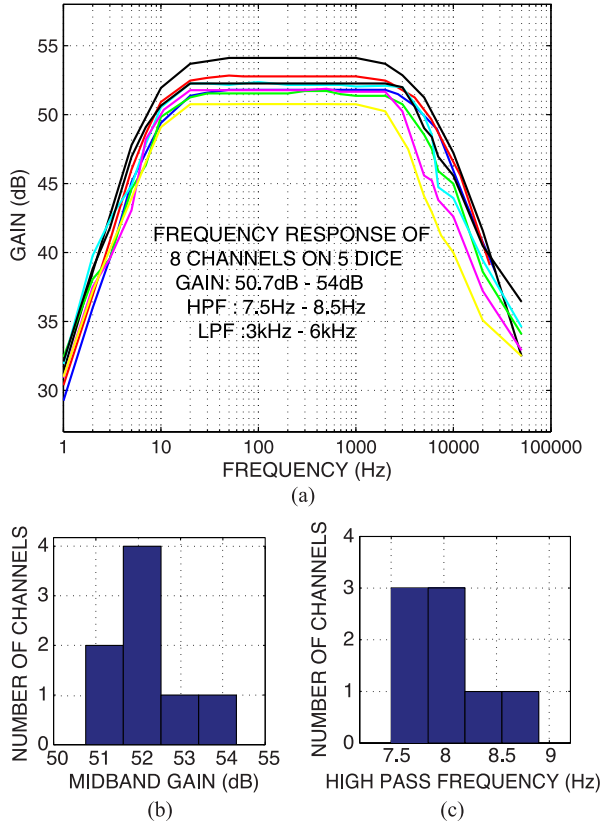 55
50
45
40
35
30
GAIN (dB)
FREQUENCY RESPONSE OF
8 CHANNELS ON 5 DICE
GAIN: 50.7dB - 54dB
HPF : 7.5Hz - 8.5Hz
LPF :3kHz - 6kHz
1 10 100 1000 10000 100000
FREQUENCY (Hz)
(a)
NUMBER OF CHANNELS
4
3
2
1
0
50 51 52 53 54 55
MIDBAND GAIN (dB)
(b)
NUMBER OF CHANNELS
4
3
2
1
0
7.5 8 8.5 9
HIGH PASS FREQUENCY (Hz)
(c)